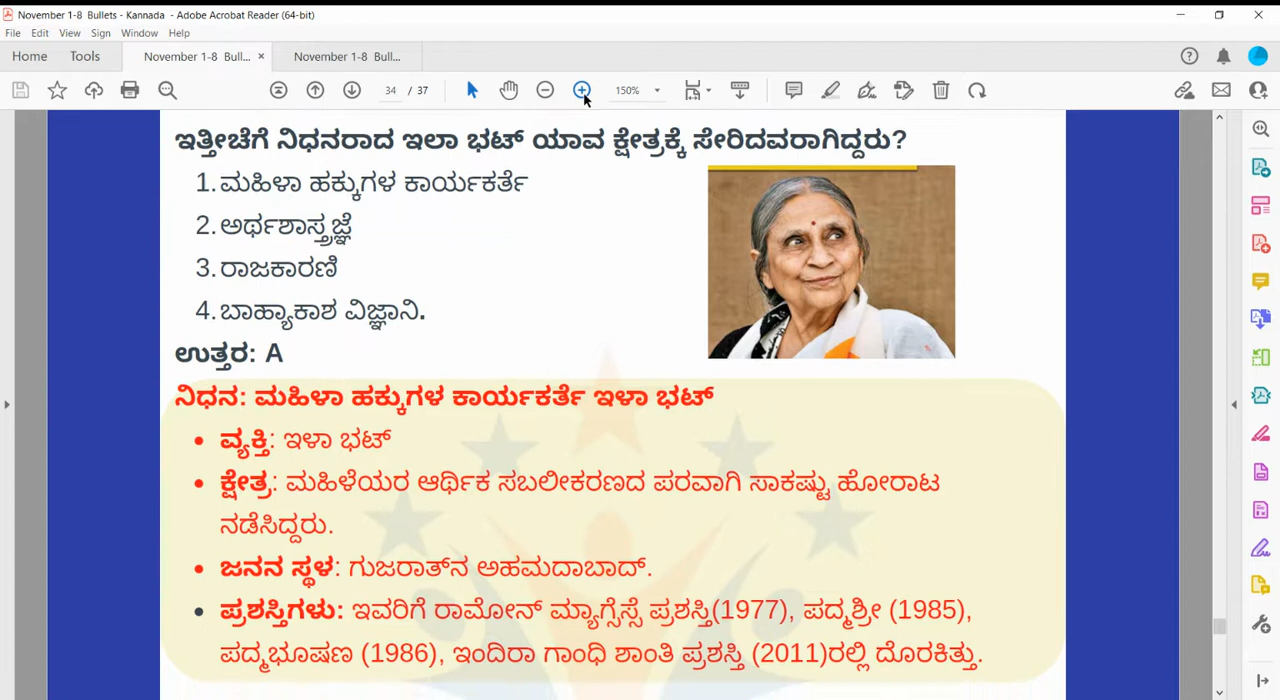 November 1-8 Bullets - Kannada - Adobe Acrobat Reader (64-bit)
File Edit View Sign Window Help
Home Tools November 1-8 Bull... × November 1-8 Bull...
34 / 37 150%
ಇತ್ತೀಚೆಗೆ ನಿಧನರಾದ ಇಲಾ ಭಟ್ ಯಾವ ಕ್ಷೇತ್ರಕ್ಕೆ ಸೇರಿದವರಾಗಿದ್ದರು?
1. ಮಹಿಳಾ ಹಕ್ಕುಗಳ ಕಾರ್ಯಕರ್ತೆ
2. ಅರ್ಥಶಾಸ್ತ್ರಜ್ಞೆ
3. ರಾಜಕಾರಣಿ
4. ಬಾಹ್ಯಾಕಾಶ ವಿಜ್ಞಾನಿ.
ಉತ್ತರ: A
ನಿಧನ: ಮಹಿಳಾ ಹಕ್ಕುಗಳ ಕಾರ್ಯಕರ್ತೆ ಇಳಾ ಭಟ್
• ವ್ಯಕ್ತಿ: ಇಳಾ ಭಟ್
• ಕ್ಷೇತ್ರ: ಮಹಿಳೆಯರ ಆರ್ಥಿಕ ಸಬಲೀಕರಣದ ಪರವಾಗಿ ಸಾಕಷ್ಟು ಹೋರಾಟ
ನಡೆಸಿದ್ದರು.
• ಜನನ ಸ್ಥಳ: ಗುಜರಾತ್‌ನ ಅಹಮದಾಬಾದ್.
• ಪ್ರಶಸ್ತಿಗಳು: ಇವರಿಗೆ ರಾಮೋನ್ ಮ್ಯಾಗ್ಸೆಸ್ಸೆ ಪ್ರಶಸ್ತಿ(1977), ಪದ್ಮಶ್ರೀ (1985),
ಪದ್ಮಭೂಷಣ (1986), ಇಂದಿರಾ ಗಾಂಧಿ ಶಾಂತಿ ಪ್ರಶಸ್ತಿ (2011)ರಲ್ಲಿ ದೊರಕಿತ್ತು.